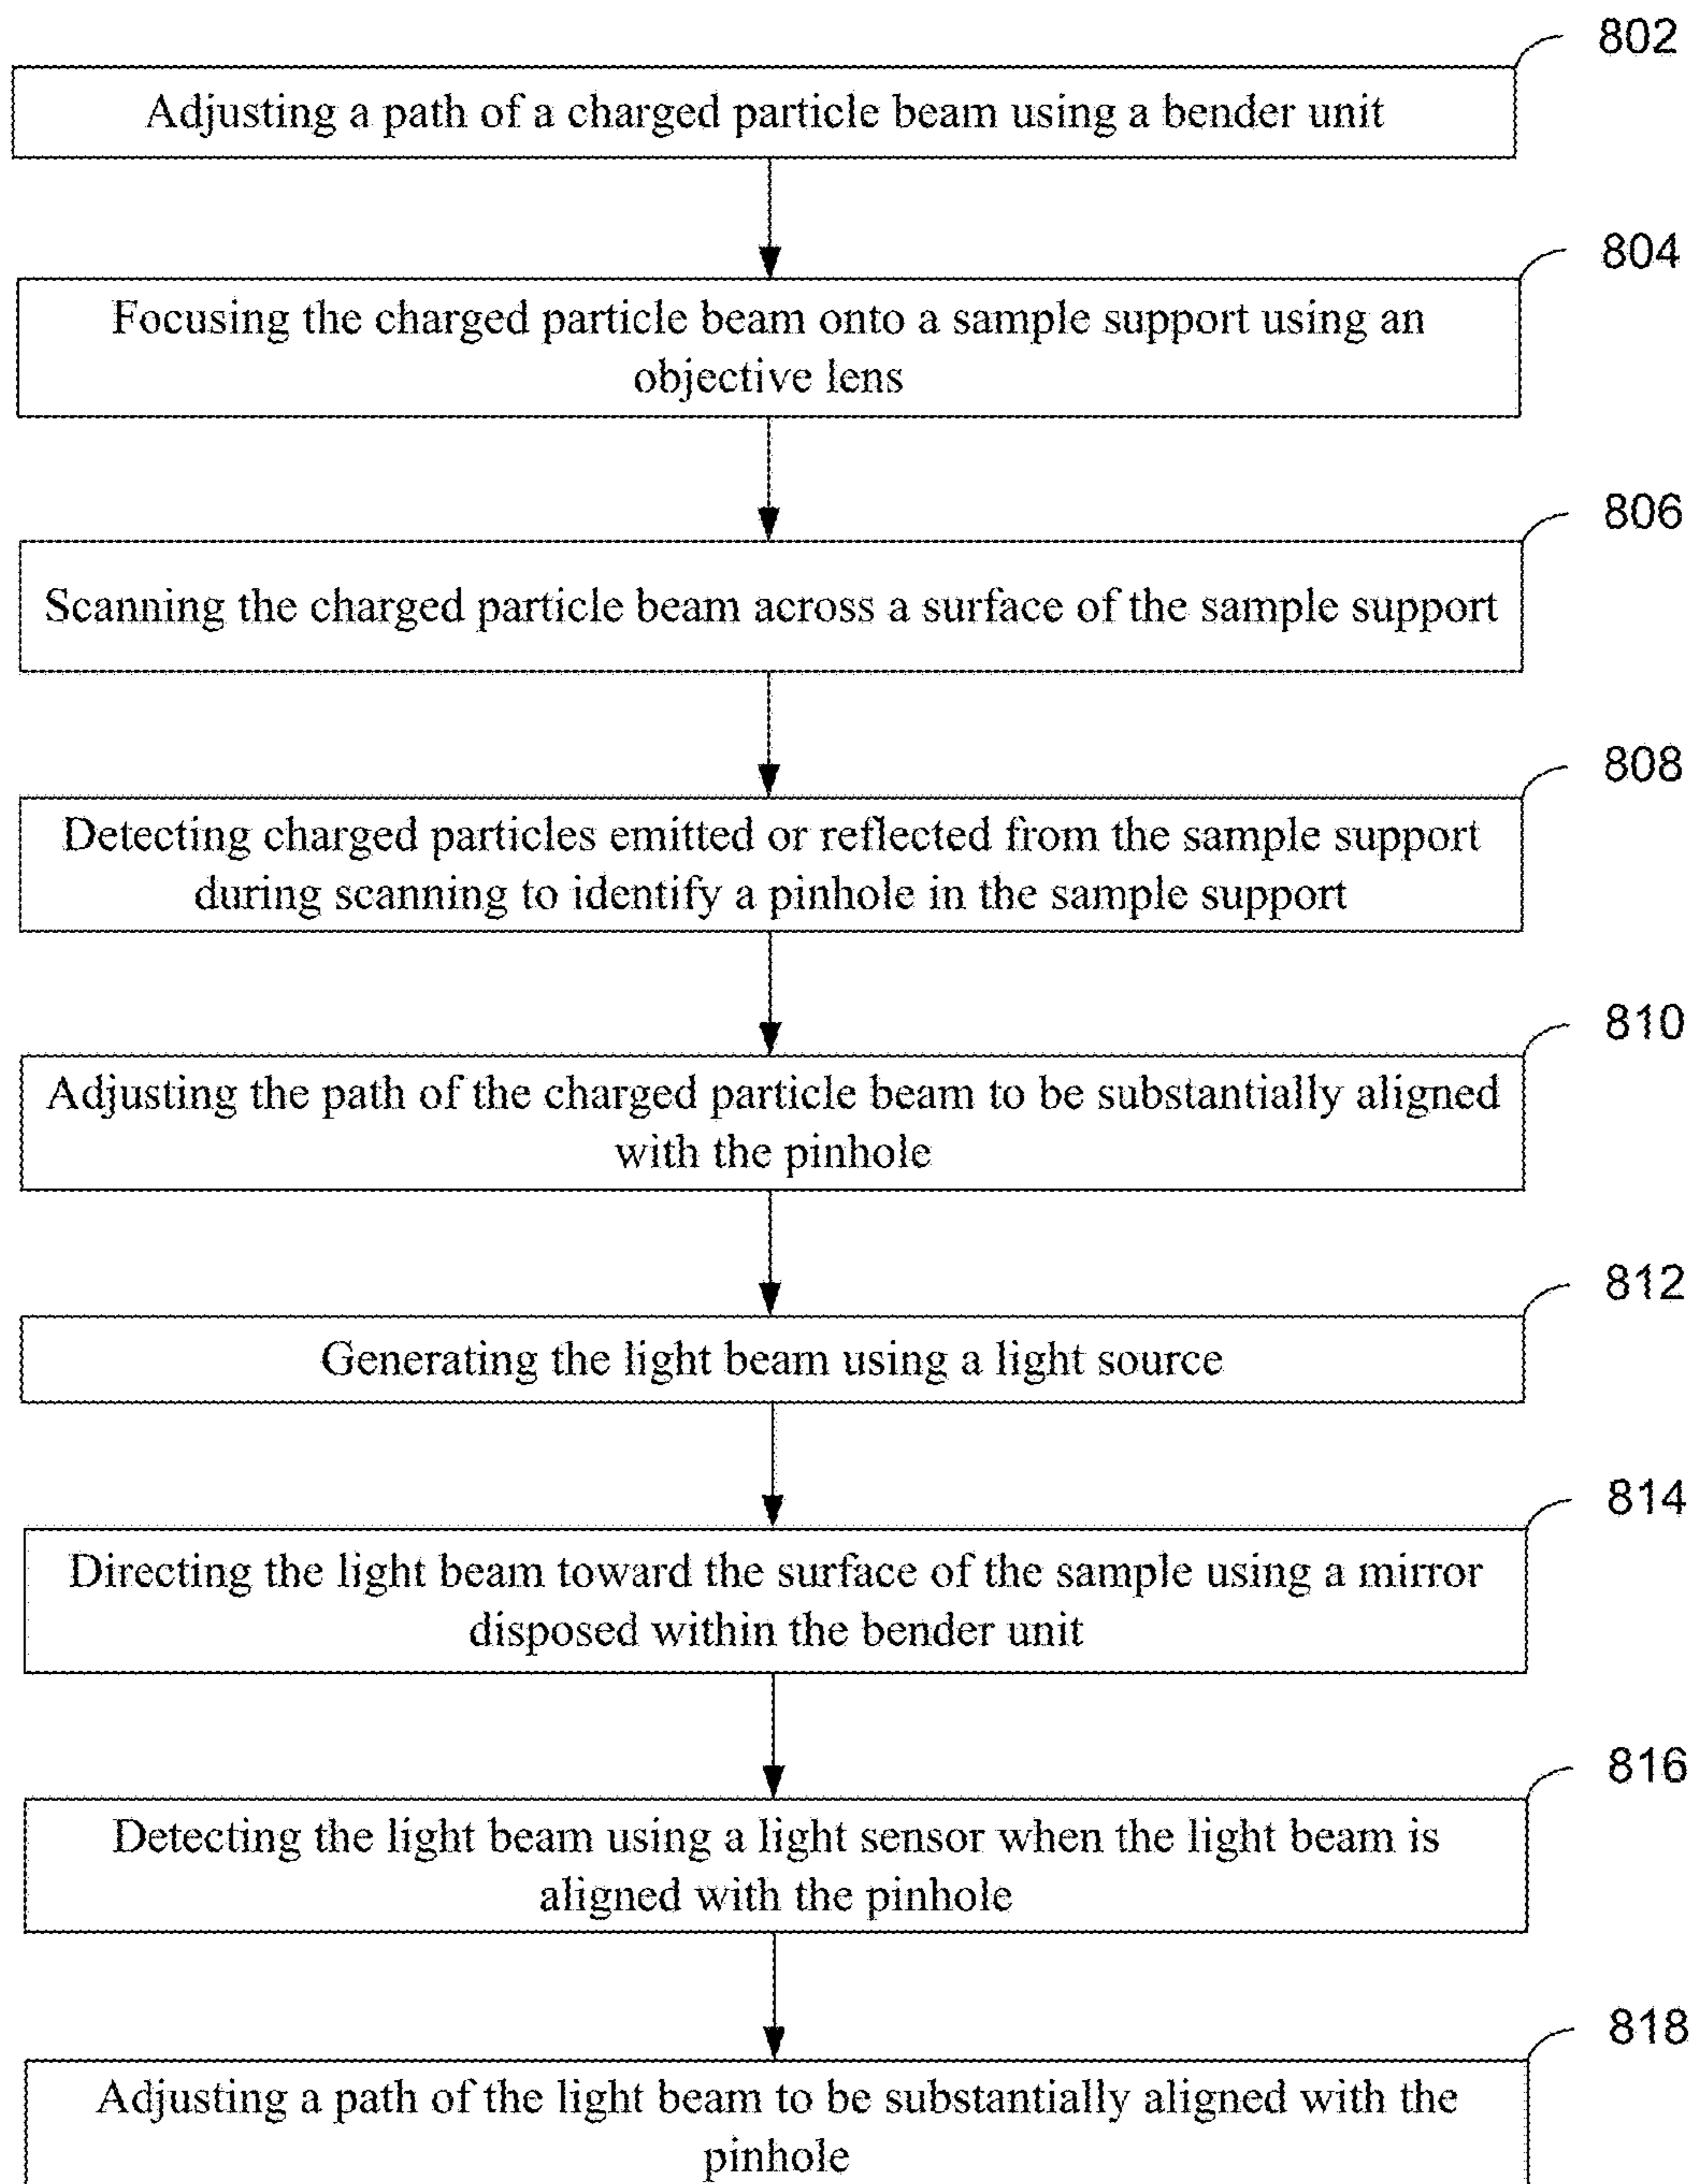 802
Adjusting a path of a charged particle beam using a bender unit
804
Focusing the charged particle beam onto a sample support using an
objective lens
806
Scanning the charged particle beam across a surface of the sample support
808
Detecting charged particles emitted or reflected from the sample support
during scanning to identify a pinhole in the sample support
810
Adjusting the path of the charged particle beam to be substantially aligned
with the pinhole
812
Generating the light beam using a light source
814
Directing the light beam toward the surface of the sample using a mirror
disposed within the bender unit
816
Detecting the light beam using a light sensor when the light beam is
aligned with the pinhole
818
Adjusting a path of the light beam to be substantially aligned with the
pinhole